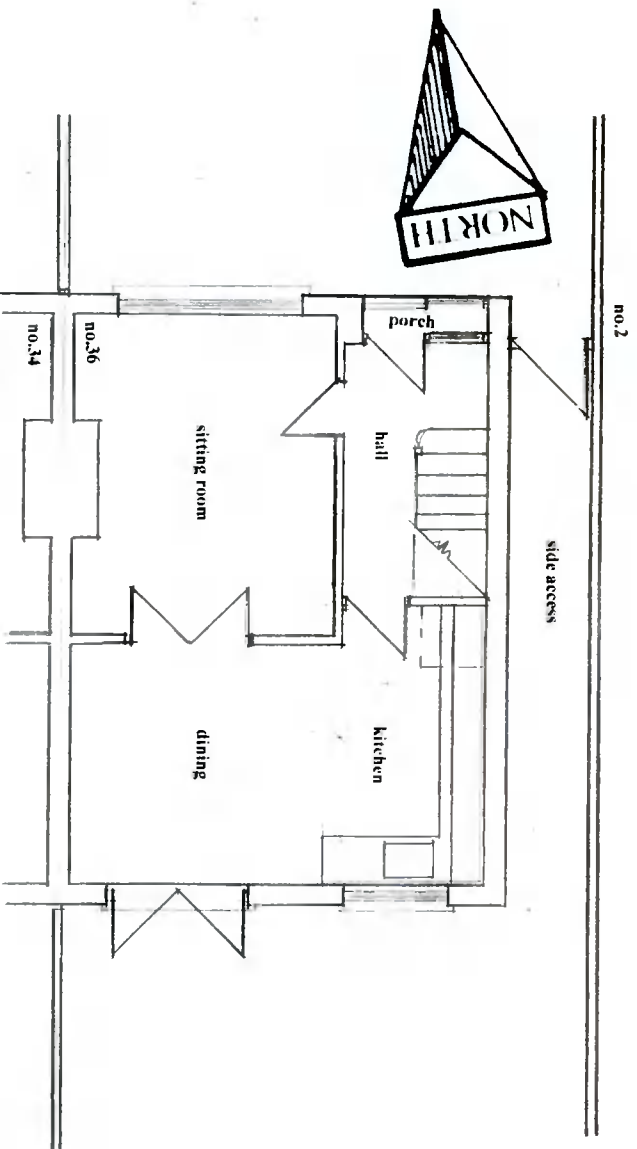 NORTH
no.2
side access
porch
hall
kitchen
no.36
sitting room
dining
no.34